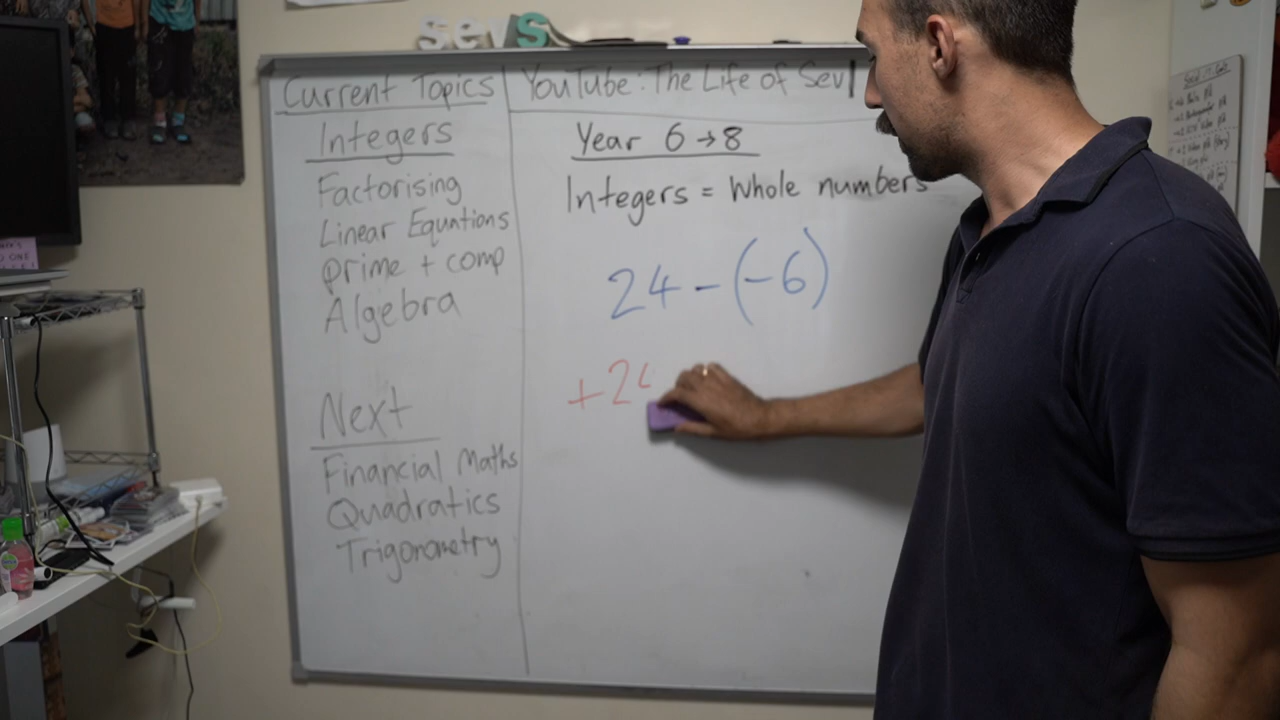 sevs
Current Topics
Integers
Factorising
Linear Equations
prime + comp
Algebra
Next
Financial Maths
Quadratics
Trigonometry
YouTube: The Life of Sev
Year 6 → 8
Integers = Whole numbers
24 - (-6)
+2